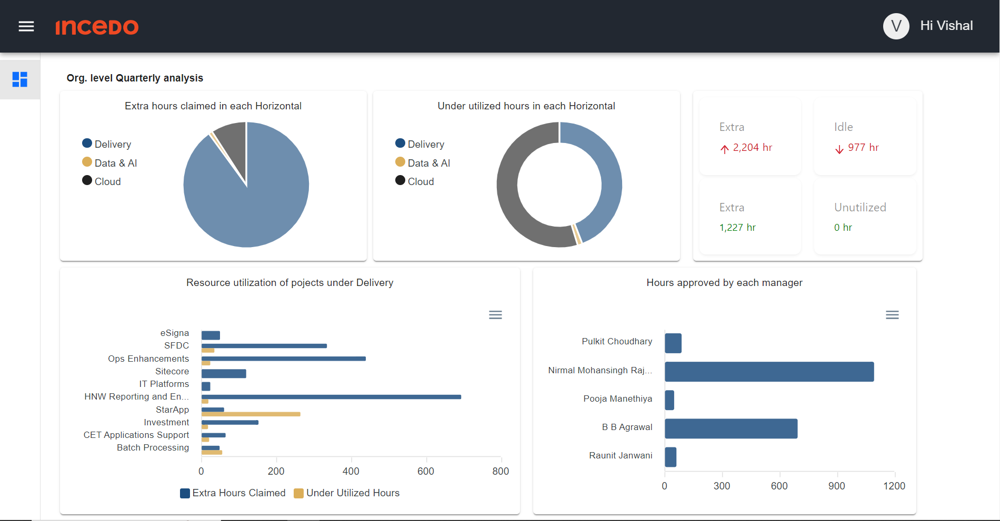 INCEDO
V
Hi Vishal
Org. level Quarterly analysis
Extra hours claimed in each Horizontal
Delivery
Data & AI
Cloud
Under utilized hours in each Horizontal
Delivery
Data & AI
Cloud
Extra
2,204 hr
Idle
977 hr
Extra
1,227 hr
Unutilized
0 hr
Resource utilization of pojects under Delivery
eSigna
SFDC
Ops Enhancements
Sitecore
IT Platforms
HNW Reporting and En...
StarApp
Investment
CET Applications Support
Batch Processing
0 200 400 600 800
Extra Hours Claimed Under Utilized Hours
Hours approved by each manager
Pulkit Choudhary
Nirmal Mohansingh Raj...
Pooja Manethiya
B B Agrawal
Raunit Janwani
0 300 600 900 1200